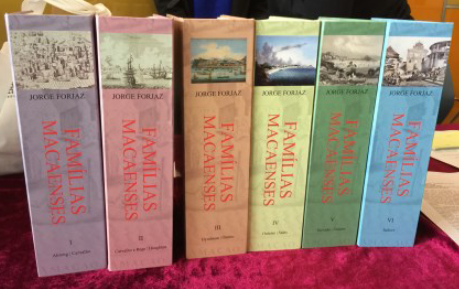 JORGE FORJAZ
FAMÍLIAS
MACAENSES
I
JORGE FORJAZ
FAMÍLIAS
MACAENSES
II
JORGE FORJAZ
FAMÍLIAS
MACAENSES
III
JORGE FORJAZ
FAMÍLIAS
MACAENSES
IV
JORGE FORJAZ
FAMÍLIAS
MACAENSES
V
JORGE FORJAZ
FAMÍLIAS
MACAENSES
VI